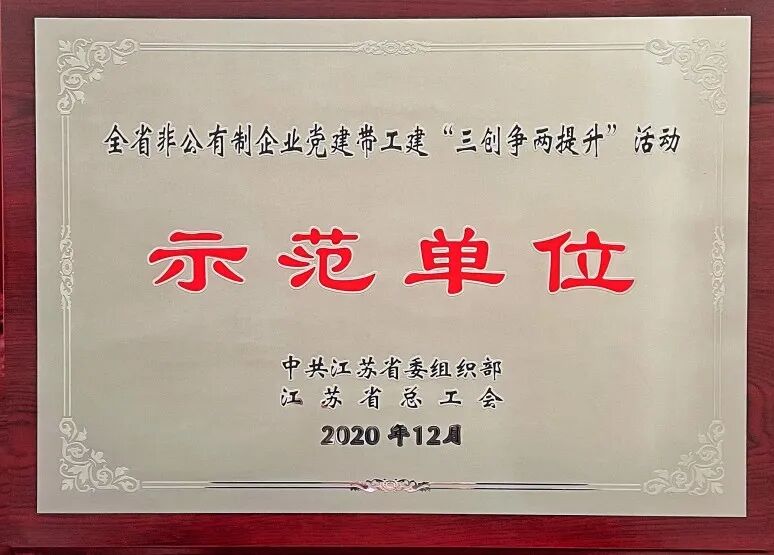 全省非公有制企业党建带工建“三创争两提升”活动
示范单位
中共江苏省委组织部
江苏省总工会
2020年12月